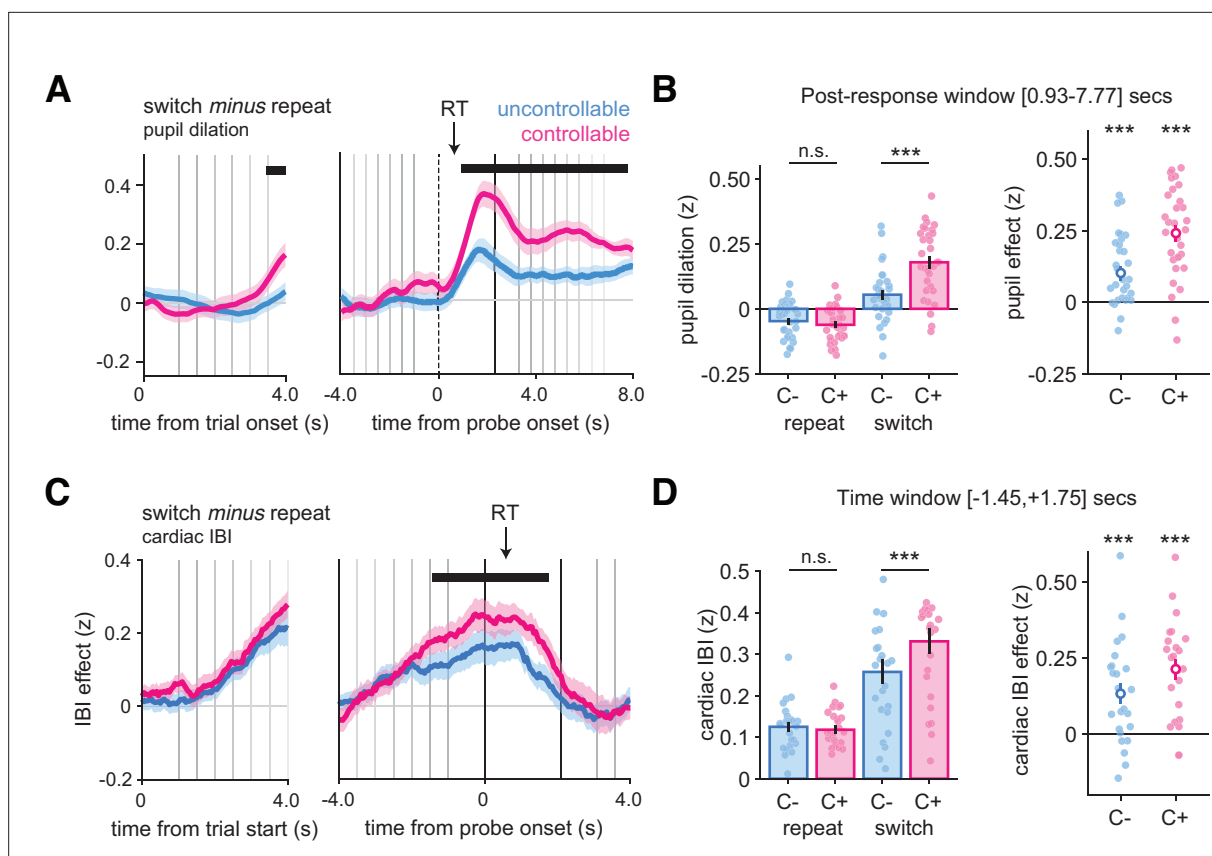 A
switch minus repeat
pupil dilation
RT
uncontrollable
controllable
0.4
0.2
0
-0.2
0
4.0
-4.0
0
4.0
8.0
time from trial onset (s)
time from probe onset (s)
B
Post-response window [0.93-7.77] secs
n.s.
***
pupil dilation (z)
0.50
0.25
0
-0.25
C-
C+
C-
C+
repeat
switch
***
***
pupil effect (z)
0.50
0.25
0
-0.25
C-
C+
C
switch minus repeat
cardiac IBI
RT
IBI effect (z)
0.4
0.2
0
-0.2
0
4.0
-4.0
0
4.0
time from trial start (s)
time from probe onset (s)
D
Time window [-1.45,+1.75] secs
n.s.
***
cardiac IBI (z)
0.5
0.4
0.3
0.2
0.1
0
C-
C+
C-
C+
repeat
switch
***
***
cardiac IBI effect (z)
0.50
0.25
0
C-
C+